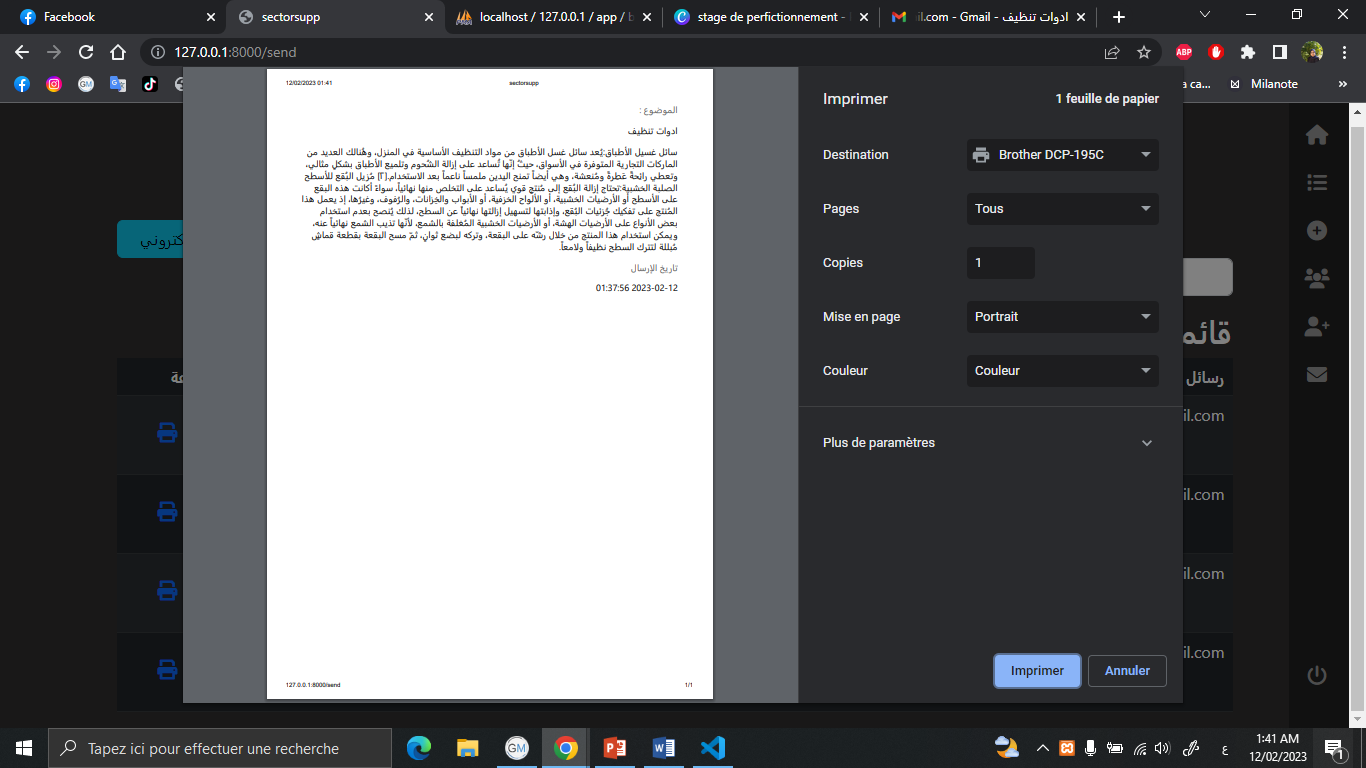 Facebook
sectorsupp
localhost / 127.0.0.1 / app / b
stage de perfictionnement -
ادوات تنظيف - il.com - Gmail
127.0.0.1:8000/send
ABP
GM
a ca...
Milanote
»
كتروني
عة
12/02/2023 01:41
sectorsupp
الموضوع :
ادوات تنظيف
سائل غسيل الأطباق:يُعد سائل غسل الأطباق من مواد التنظيف الأساسية في المنزل، وهُنالك العديد من
الماركات التجارية المتوفرة في الأسواق، حيثُ إنّها تُساعد على إزالة الشّحوم وتلميع الأطباق بشكلٍ مثالي،
وتعطي رائحةً عَطِرةً ومُنعشة، وهي أيضاً تمنح اليدين ملمساً ناعماً بعد الاستخدام.[٢] مُزيل البُقع للأسطح
الصلبة الخشبية:تحتاج إزالة البُقع إلى مُنتجٍ قوي يُساعد على التخلص منها نهائياً، سواءً أكانت هذه البقع
على الأسطح أو الأرضيات الخشبية، أو الألواح الخزفية، أو الأبواب والخِزانات، والرّفوف، وغيرُها، إذ يعمل هذا
المُنتج على تفكيك جُزئيات البُقع، وإذابتها لتسهيل إزالتها نهائياً عن السطح، لذلك يُنصح بعدم استخدام
بعض الأنواع على الأرضيات الهشة، أو الأرضيات الخشبية المُغلفة بالشمع، لأنّها تذيب الشمع نهائياً عنه،
ويمكن استخدام هذا المنتج من خلال رشّه على البقعة، وتركه لبضع ثوانٍ، ثمّ مسح البقعة بقطعة قماشٍ
مُبللة لتترك السطح نظيفاً ولامعاً.
تاريخ الإرسال
2023-02-12 01:37:56
127.0.0.1:8000/send
1/1
Imprimer
1 feuille de papier
Destination
Brother DCP-195C
Pages
Tous
Copies
1
Mise en page
Portrait
Couleur
Couleur
Plus de paramètres
Imprimer
Annuler
قائم
رسائل
il.com
il.com
il.com
il.com
Tapez ici pour effectuer une recherche
GM
ع
1:41 AM
12/02/2023
1